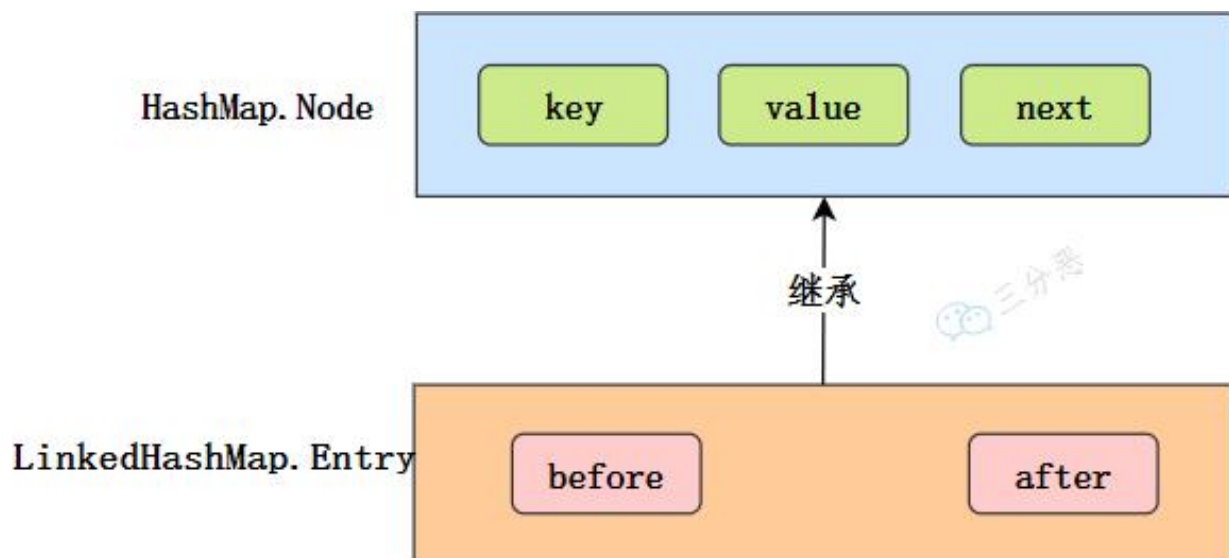 HashMap.Node
key
value
next
继承
三分恶
LinkedHashMap.Entry
before
after